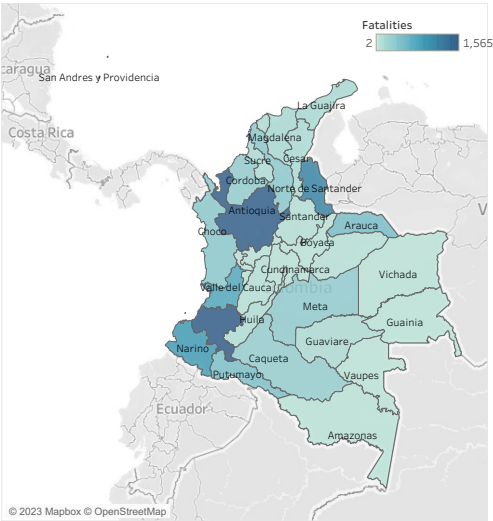 Fatalities
2 1,565
caragua
San Andres y Providencia
Costa Rica
La Guajira
Magdalena
Sucre
Cesar
Cordoba
Norte de Santander
Antioquia
Santander
Choco
Arauca
Boyaca
Cundinamarca
Vichada
Valle del Cauca
ombia
Meta
Guainia
Huila
Narino
Guaviare
Caqueta
Putumayo
Vaupes
Ecuador
Amazonas
V
© 2023 Mapbox © OpenStreetMap